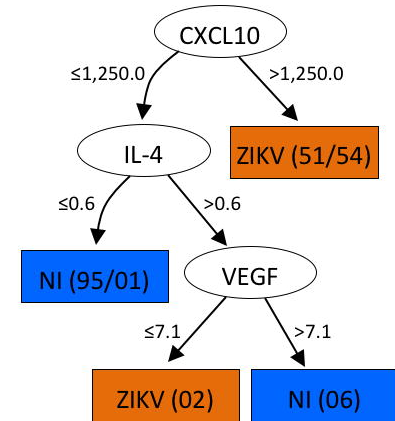 CXCL10
≤1,250.0
>1,250.0
IL-4
ZIKV (51/54)
≤0.6
>0.6
NI (95/01)
VEGF
≤7.1
>7.1
ZIKV (02)
NI (06)